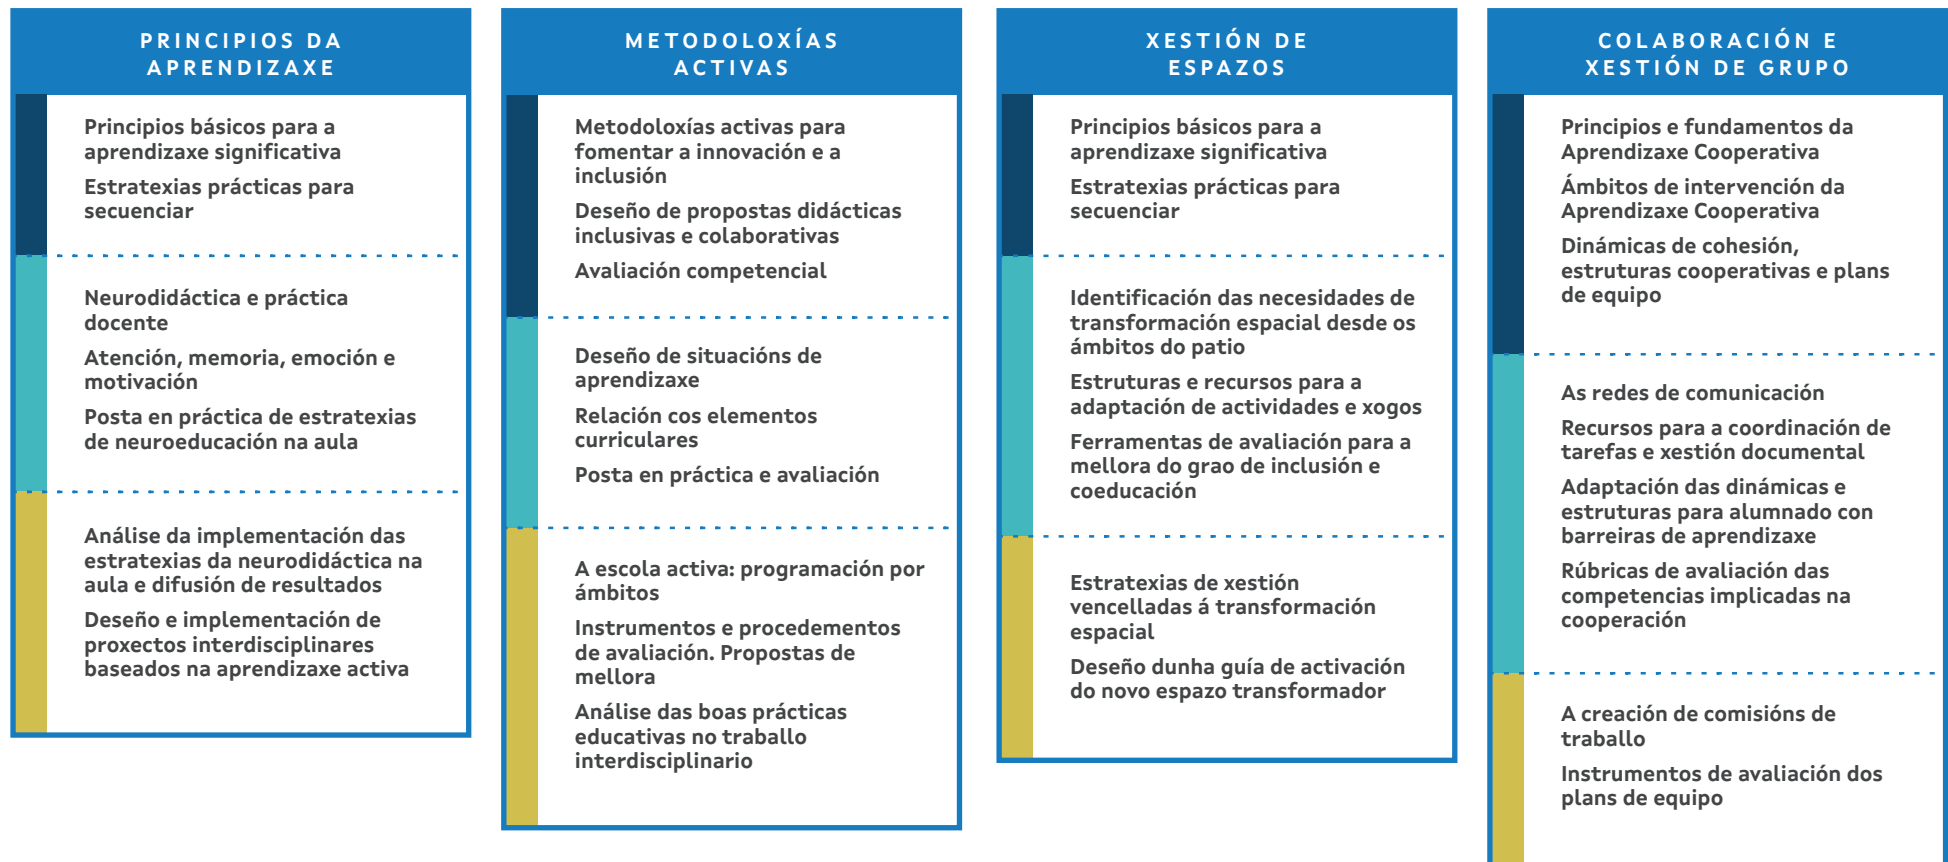 PRINCIPIOS DA
APRENDIZAXE
Principios básicos para a
aprendizaxe significativa
Estratexias prácticas para
secuenciar
Neurodidáctica e práctica
docente
Atención, memoria, emoción e
motivación
Posta en práctica de estratexias
de neuroeducación na aula
Análise da implementación das
estratexias da neurodidáctica na
aula e difusión de resultados
Deseño e implementación de
proxectos interdisciplinares
baseados na aprendizaxe activa
METODOLOXÍAS
ACTIVAS
Metodoloxías activas para
fomentar a innovación e a
inclusión
Deseño de propostas didácticas
inclusivas e colaborativas
Avaliación competencial
Deseño de situacións de
aprendizaxe
Relación cos elementos
curriculares
Posta en práctica e avaliación
A escola activa: programación por
ámbitos
Instrumentos e procedementos
de avaliación. Propostas de
mellora
Análise das boas prácticas
educativas no traballo
interdisciplinario
XESTIÓN DE
ESPAZOS
Principios básicos para a
aprendizaxe significativa
Estratexias prácticas para
secuenciar
Identificación das necesidades de
transformación espacial desde os
ámbitos do patio
Estruturas e recursos para a
adaptación de actividades e xogos
Ferramentas de avaliación para a
mellora do grao de inclusión e
coeducación
Estratexias de xestión
vencelladas á transformación
espacial
Deseño dunha guía de activación
do novo espazo transformador
COLABORACIÓN E
XESTIÓN DE GRUPO
Principios e fundamentos da
Aprendizaxe Cooperativa
Ámbitos de intervención da
Aprendizaxe Cooperativa
Dinámicas de cohesión,
estruturas cooperativas e plans
de equipo
As redes de comunicación
Recursos para a coordinación de
tarefas e xestión documental
Adaptación das dinámicas e
estruturas para alumnado con
barreiras de aprendizaxe
Rúbricas de avaliación das
competencias implicadas na
cooperación
A creación de comisións de
traballo
Instrumentos de avaliación dos
plans de equipo